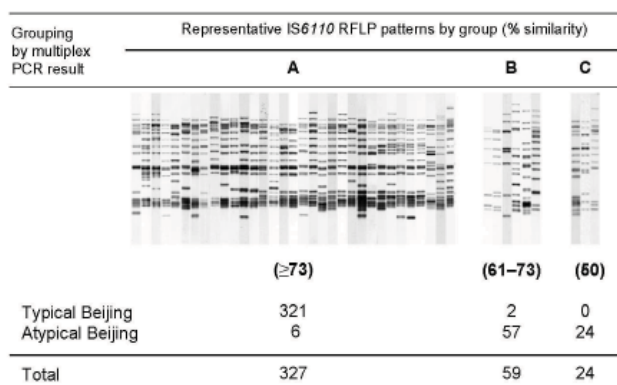 Grouping by multiplex PCR result
Representative IS6110 RFLP patterns by group (% similarity)
A B C
(≥73) (61–73) (50)
Typical Beijing 321 2 0
Atypical Beijing 6 57 24
Total 327 59 24